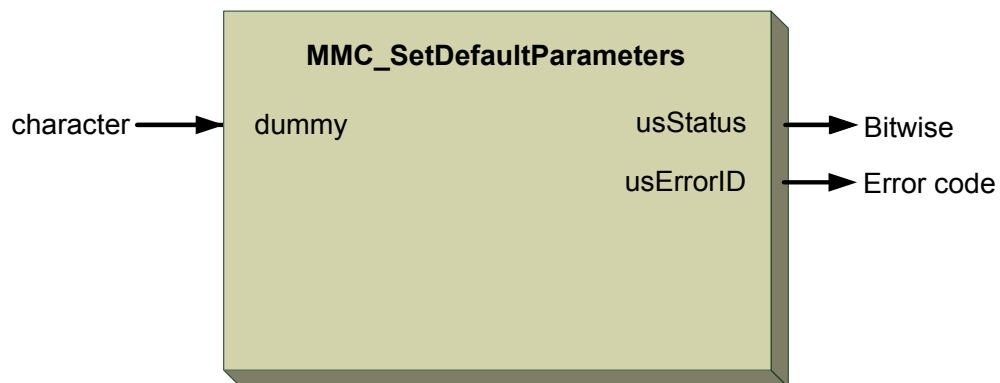 MMC_SetDefaultParameters
character dummy usStatus Bitwise
usErrorID Error code